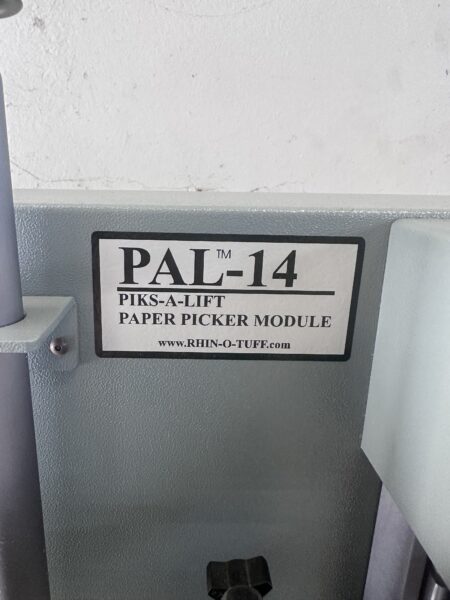 PAL™-14
PIKS-A-LIFT
PAPER PICKER MODULE
www.RHIN-O-TUFF.com